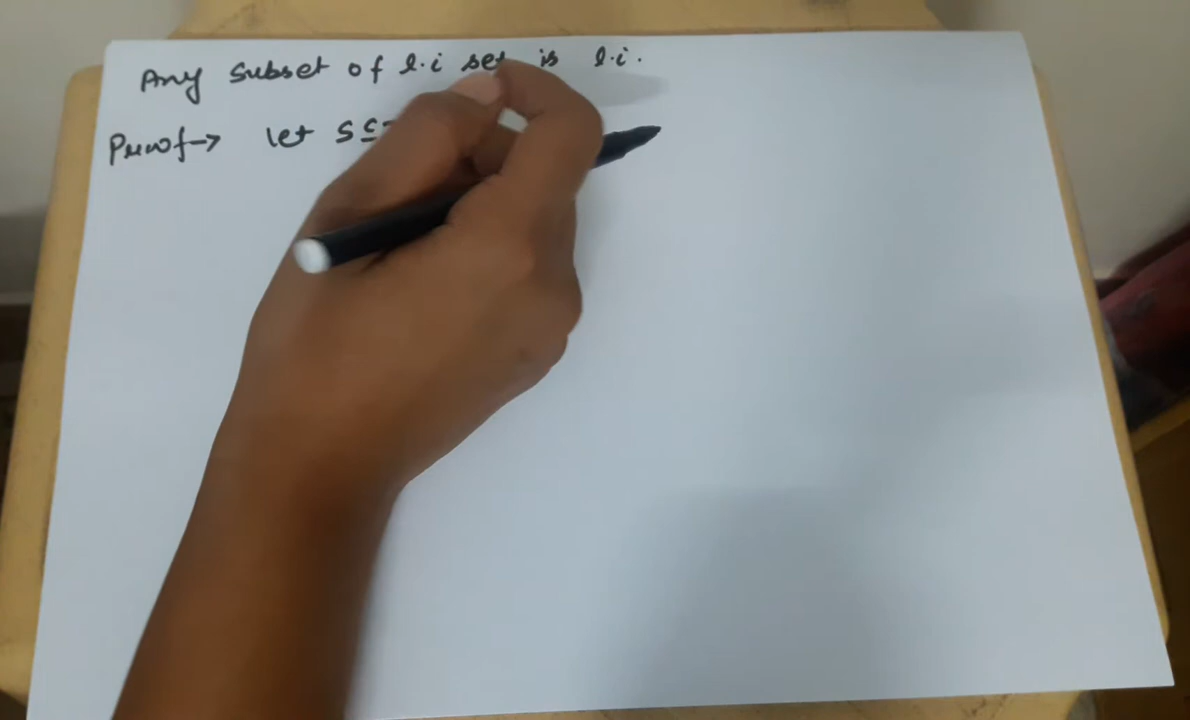 Any subset of l.i set is l.i.
Proof→ let S⊆